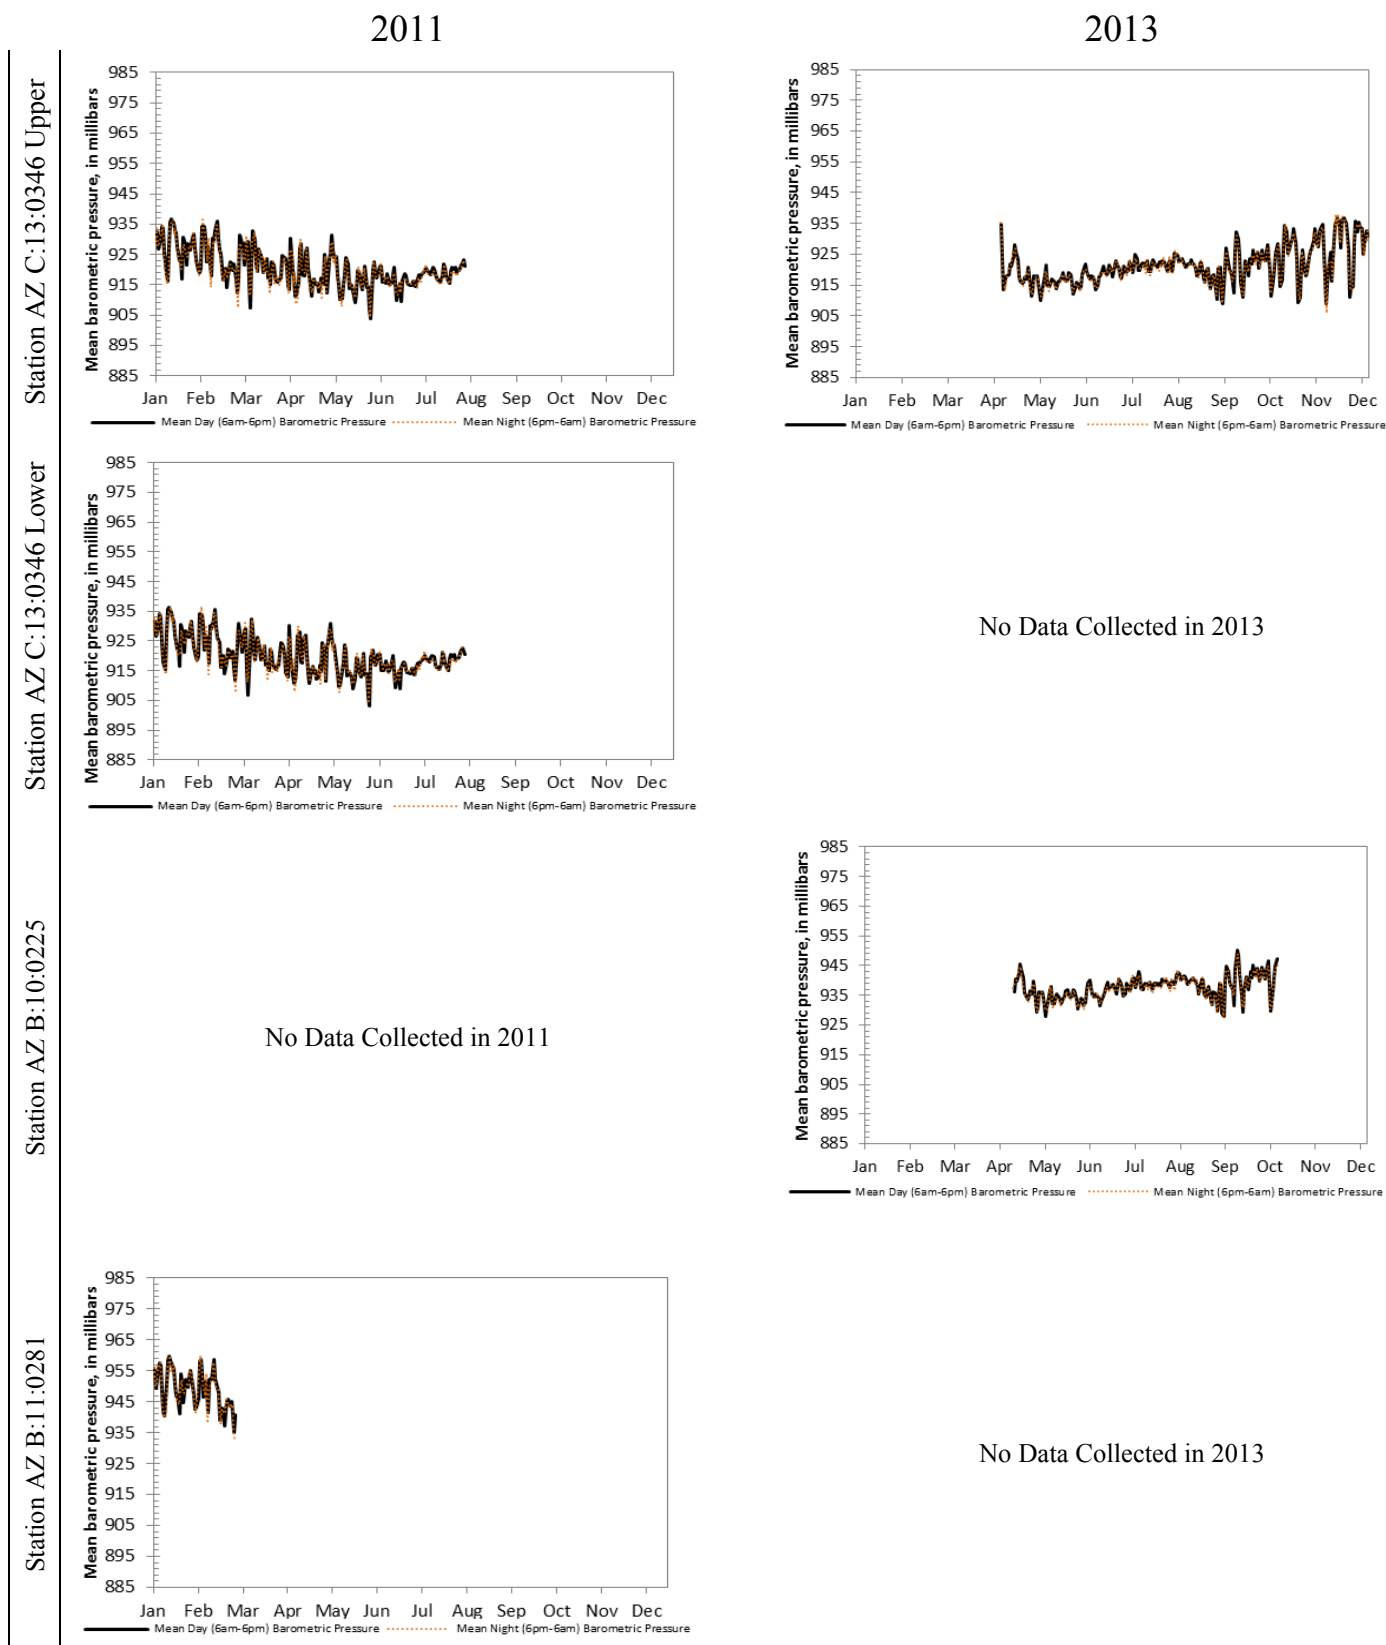 2011
2013
Station AZ C:13:0346 Upper
Mean barometric pressure, in millibars
985
975
965
955
945
935
925
915
905
895
885
Jan Feb Mar Apr May Jun Jul Aug Sep Oct Nov Dec
Mean Day (6am-6pm) Barometric Pressure Mean Night (6pm-6am) Barometric Pressure
Mean barometric pressure, in millibars
985
975
965
955
945
935
925
915
905
895
885
Jan Feb Mar Apr May Jun Jul Aug Sep Oct Nov Dec
Mean Day (6am-6pm) Barometric Pressure Mean Night (6pm-6am) Barometric Pressure
Station AZ C:13:0346 Lower
Mean barometric pressure, in millibars
985
975
965
955
945
935
925
915
905
895
885
Jan Feb Mar Apr May Jun Jul Aug Sep Oct Nov Dec
Mean Day (6am-6pm) Barometric Pressure Mean Night (6pm-6am) Barometric Pressure
No Data Collected in 2013
Station AZ B:10:0225
No Data Collected in 2011
Mean barometric pressure, in millibars
985
975
965
955
945
935
925
915
905
895
885
Jan Feb Mar Apr May Jun Jul Aug Sep Oct Nov Dec
Mean Day (6am-6pm) Barometric Pressure Mean Night (6pm-6am) Barometric Pressure
Station AZ B:11:0281
Mean barometric pressure, in millibars
985
975
965
955
945
935
925
915
905
895
885
Jan Feb Mar Apr May Jun Jul Aug Sep Oct Nov Dec
Mean Day (6am-6pm) Barometric Pressure Mean Night (6pm-6am) Barometric Pressure
No Data Collected in 2013